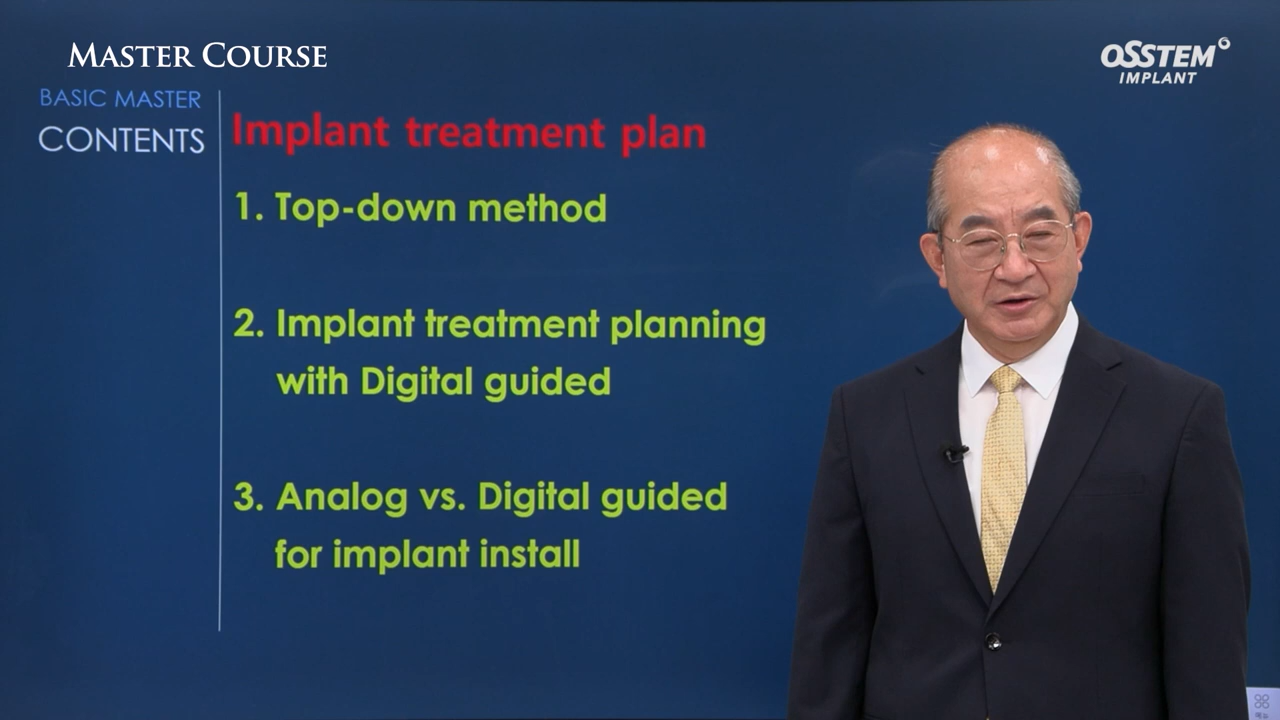 MASTER COURSE
OSSTEM
IMPLANT
BASIC MASTER
CONTENTS
Implant treatment plan
1. Top-down method
2. Implant treatment planning
with Digital guided
3. Analog vs. Digital guided
for implant install